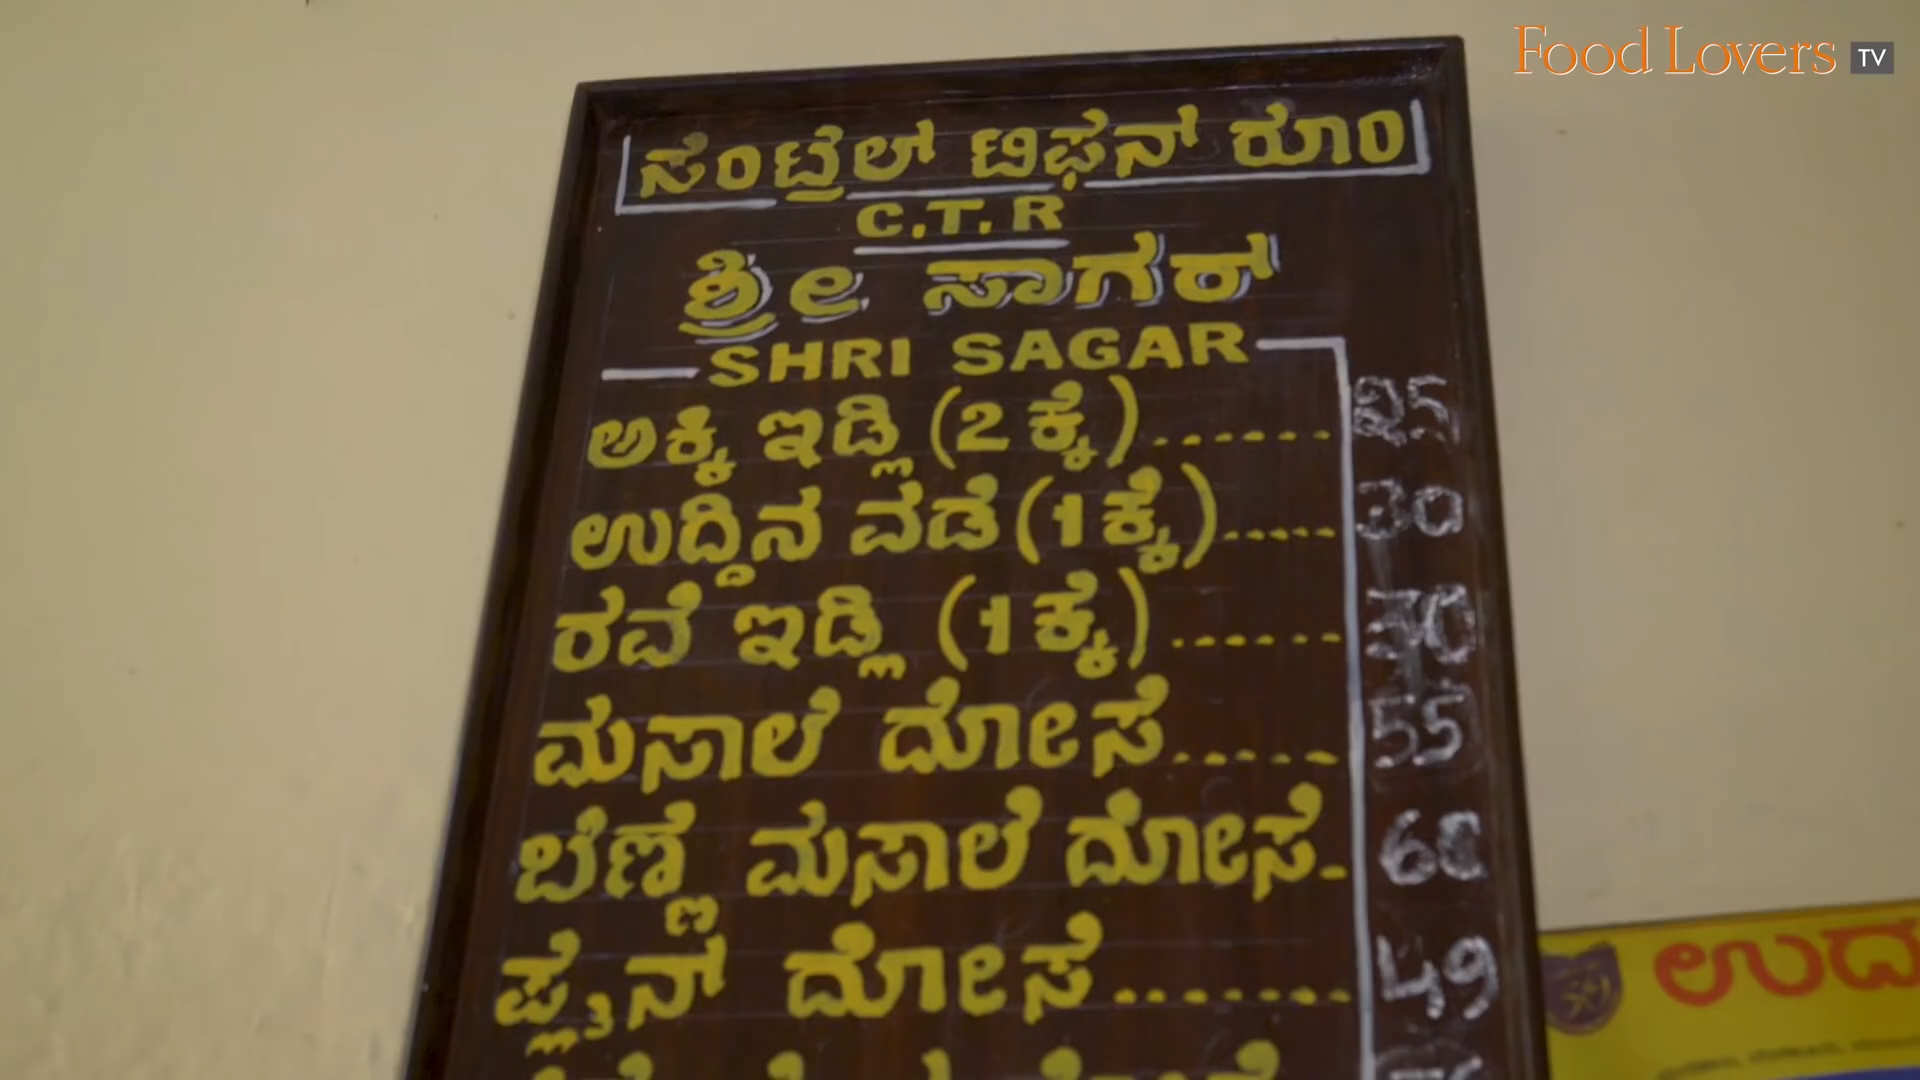 Food Lovers TV
ಸೆಂಟ್ರೆಲ್ ಟಿಫನ್ ರೂಂ
C.T.R
ಶ್ರೀ ಸಾಗರ್
SHRI SAGAR
ಅಕ್ಕಿ ಇಡ್ಲಿ (2 ಕ್ಕೆ)....... 25
ಉದ್ದಿನ ವಡೆ (1 ಕ್ಕೆ)..... 30
ರವೆ ಇಡ್ಲಿ (1 ಕ್ಕೆ)....... 30
ಮಸಾಲೆ ದೋಸೆ...... 55
ಬೆಣ್ಣೆ ಮಸಾಲೆ ದೋಸೆ.. 60
ಪ್ಲೈನ್ ದೋಸೆ........ 49